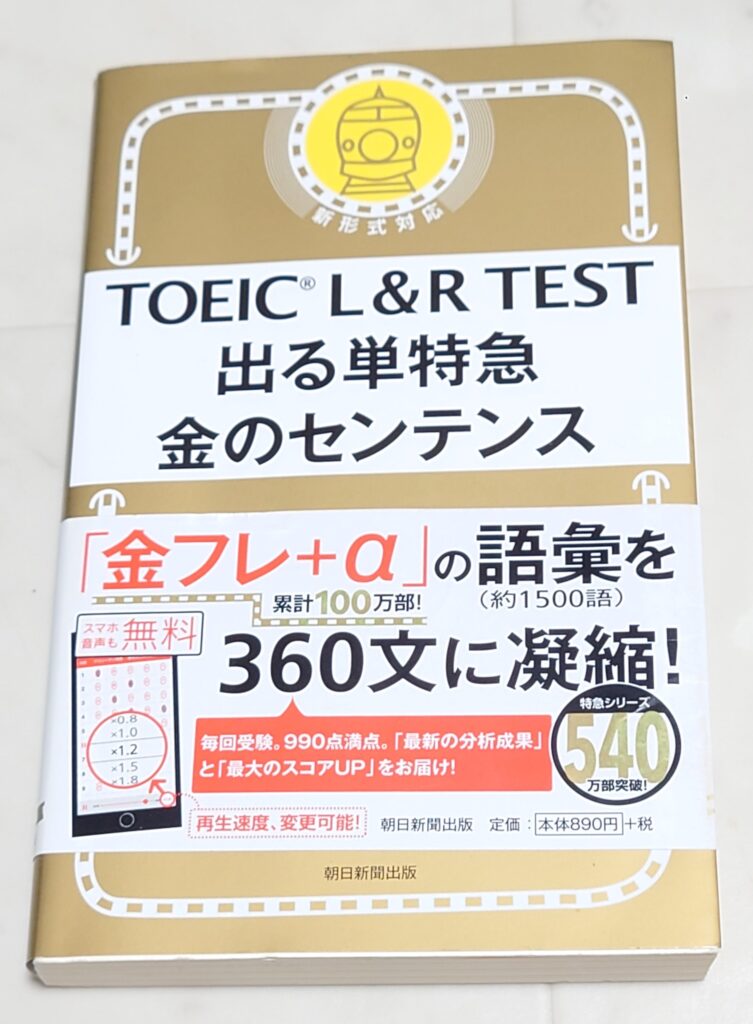 新形式対応
TOEIC® L&R TEST
出る単特急
金のセンテンス
「金フレ+α」の語彙を
累計100万部!
(約1500語)
スマホ
音声も無料
360文に凝縮!
×0.8
×1.0
×1.2
×1.5
×1.8
毎回受験。990点満点。「最新の分析成果」
と「最大のスコアUP」をお届け!
特急シリーズ
540
万部突破!
再生速度、変更可能!
朝日新聞出版 定価:本体890円+税
朝日新聞出版